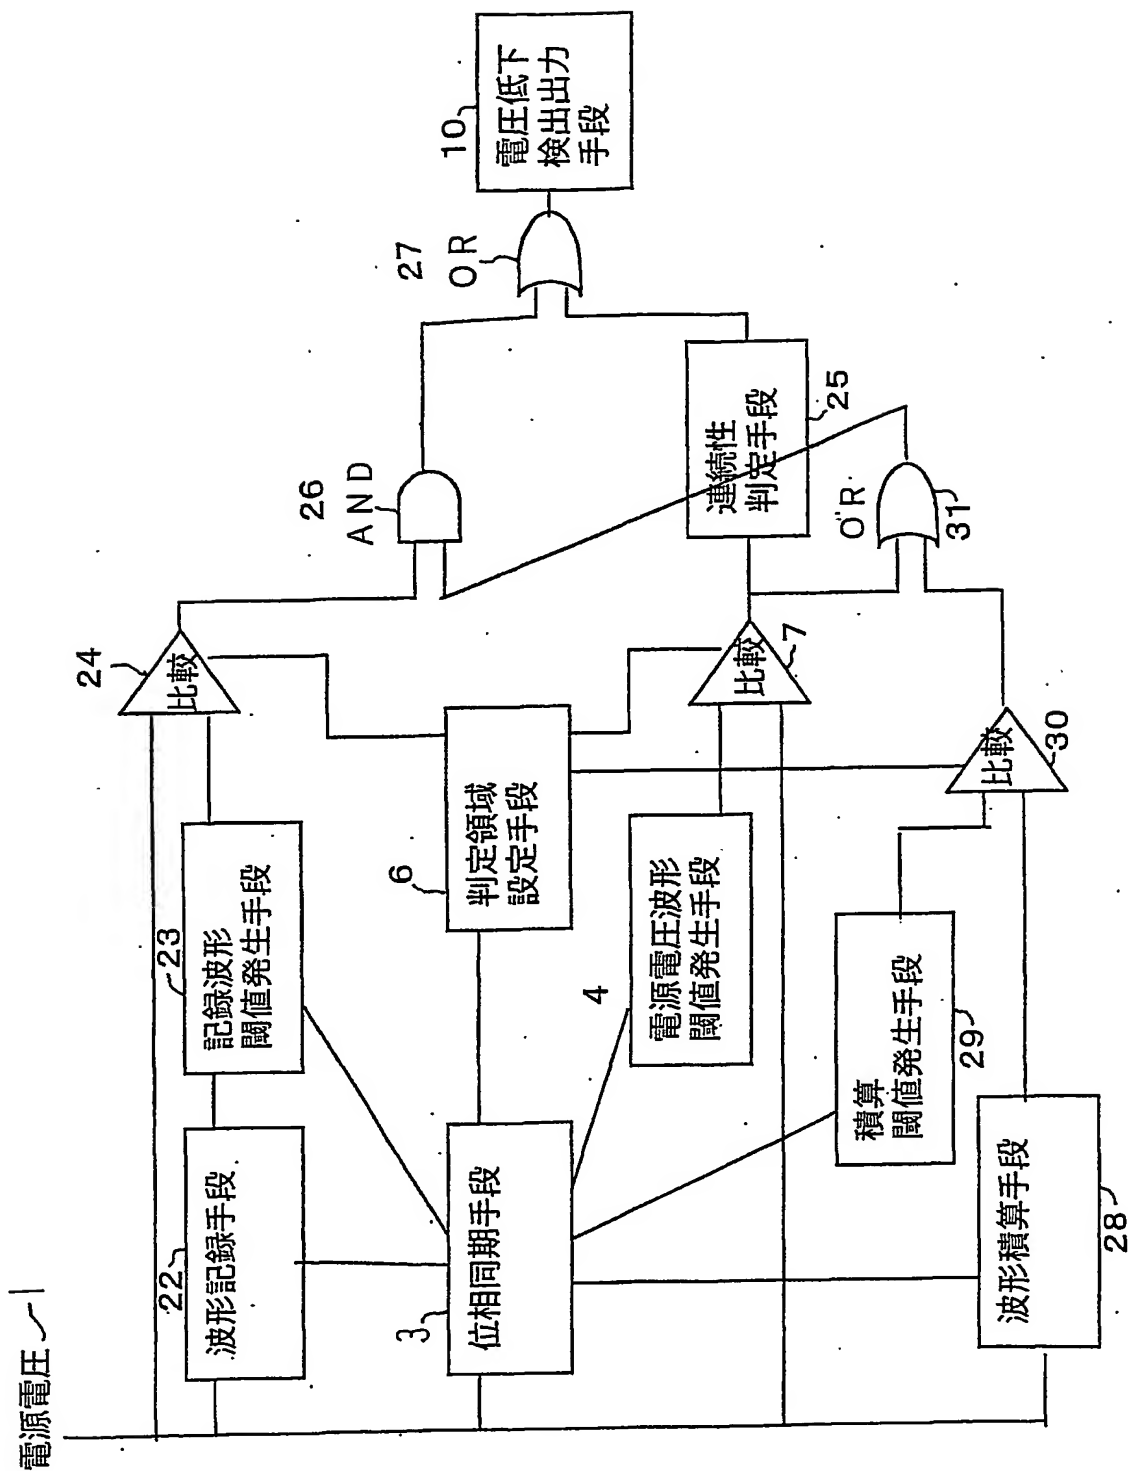 電源電圧
1
22
波形記録手段
23
記録波形
閾値発生手段
24
比較
3
位相同期手段
6
判定領域
設定手段
4
電源電圧波形
閾値発生手段
比較
7
28
波形積算手段
29
積算
閾値発生手段
比較
30
26
AND
連続性
判定手段
25
OR
31
27
OR
10
電圧低下
検出出力
手段